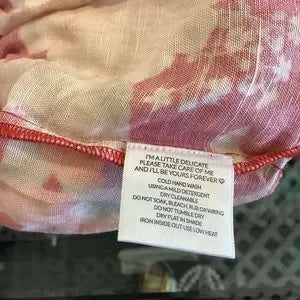 I'M A LITTLE DELICATE
PLEASE TAKE CARE OF ME
AND I'LL BE YOURS FOREVER ♡
COLD HAND WASH
USING A MILD DETERGENT
DRY CLEANABLE
DO NOT SOAK, BLEACH, RUB OR WRING
DO NOT TUMBLE DRY
DRY FLAT IN SHADE
IRON INSIDE OUT USE LOW HEAT